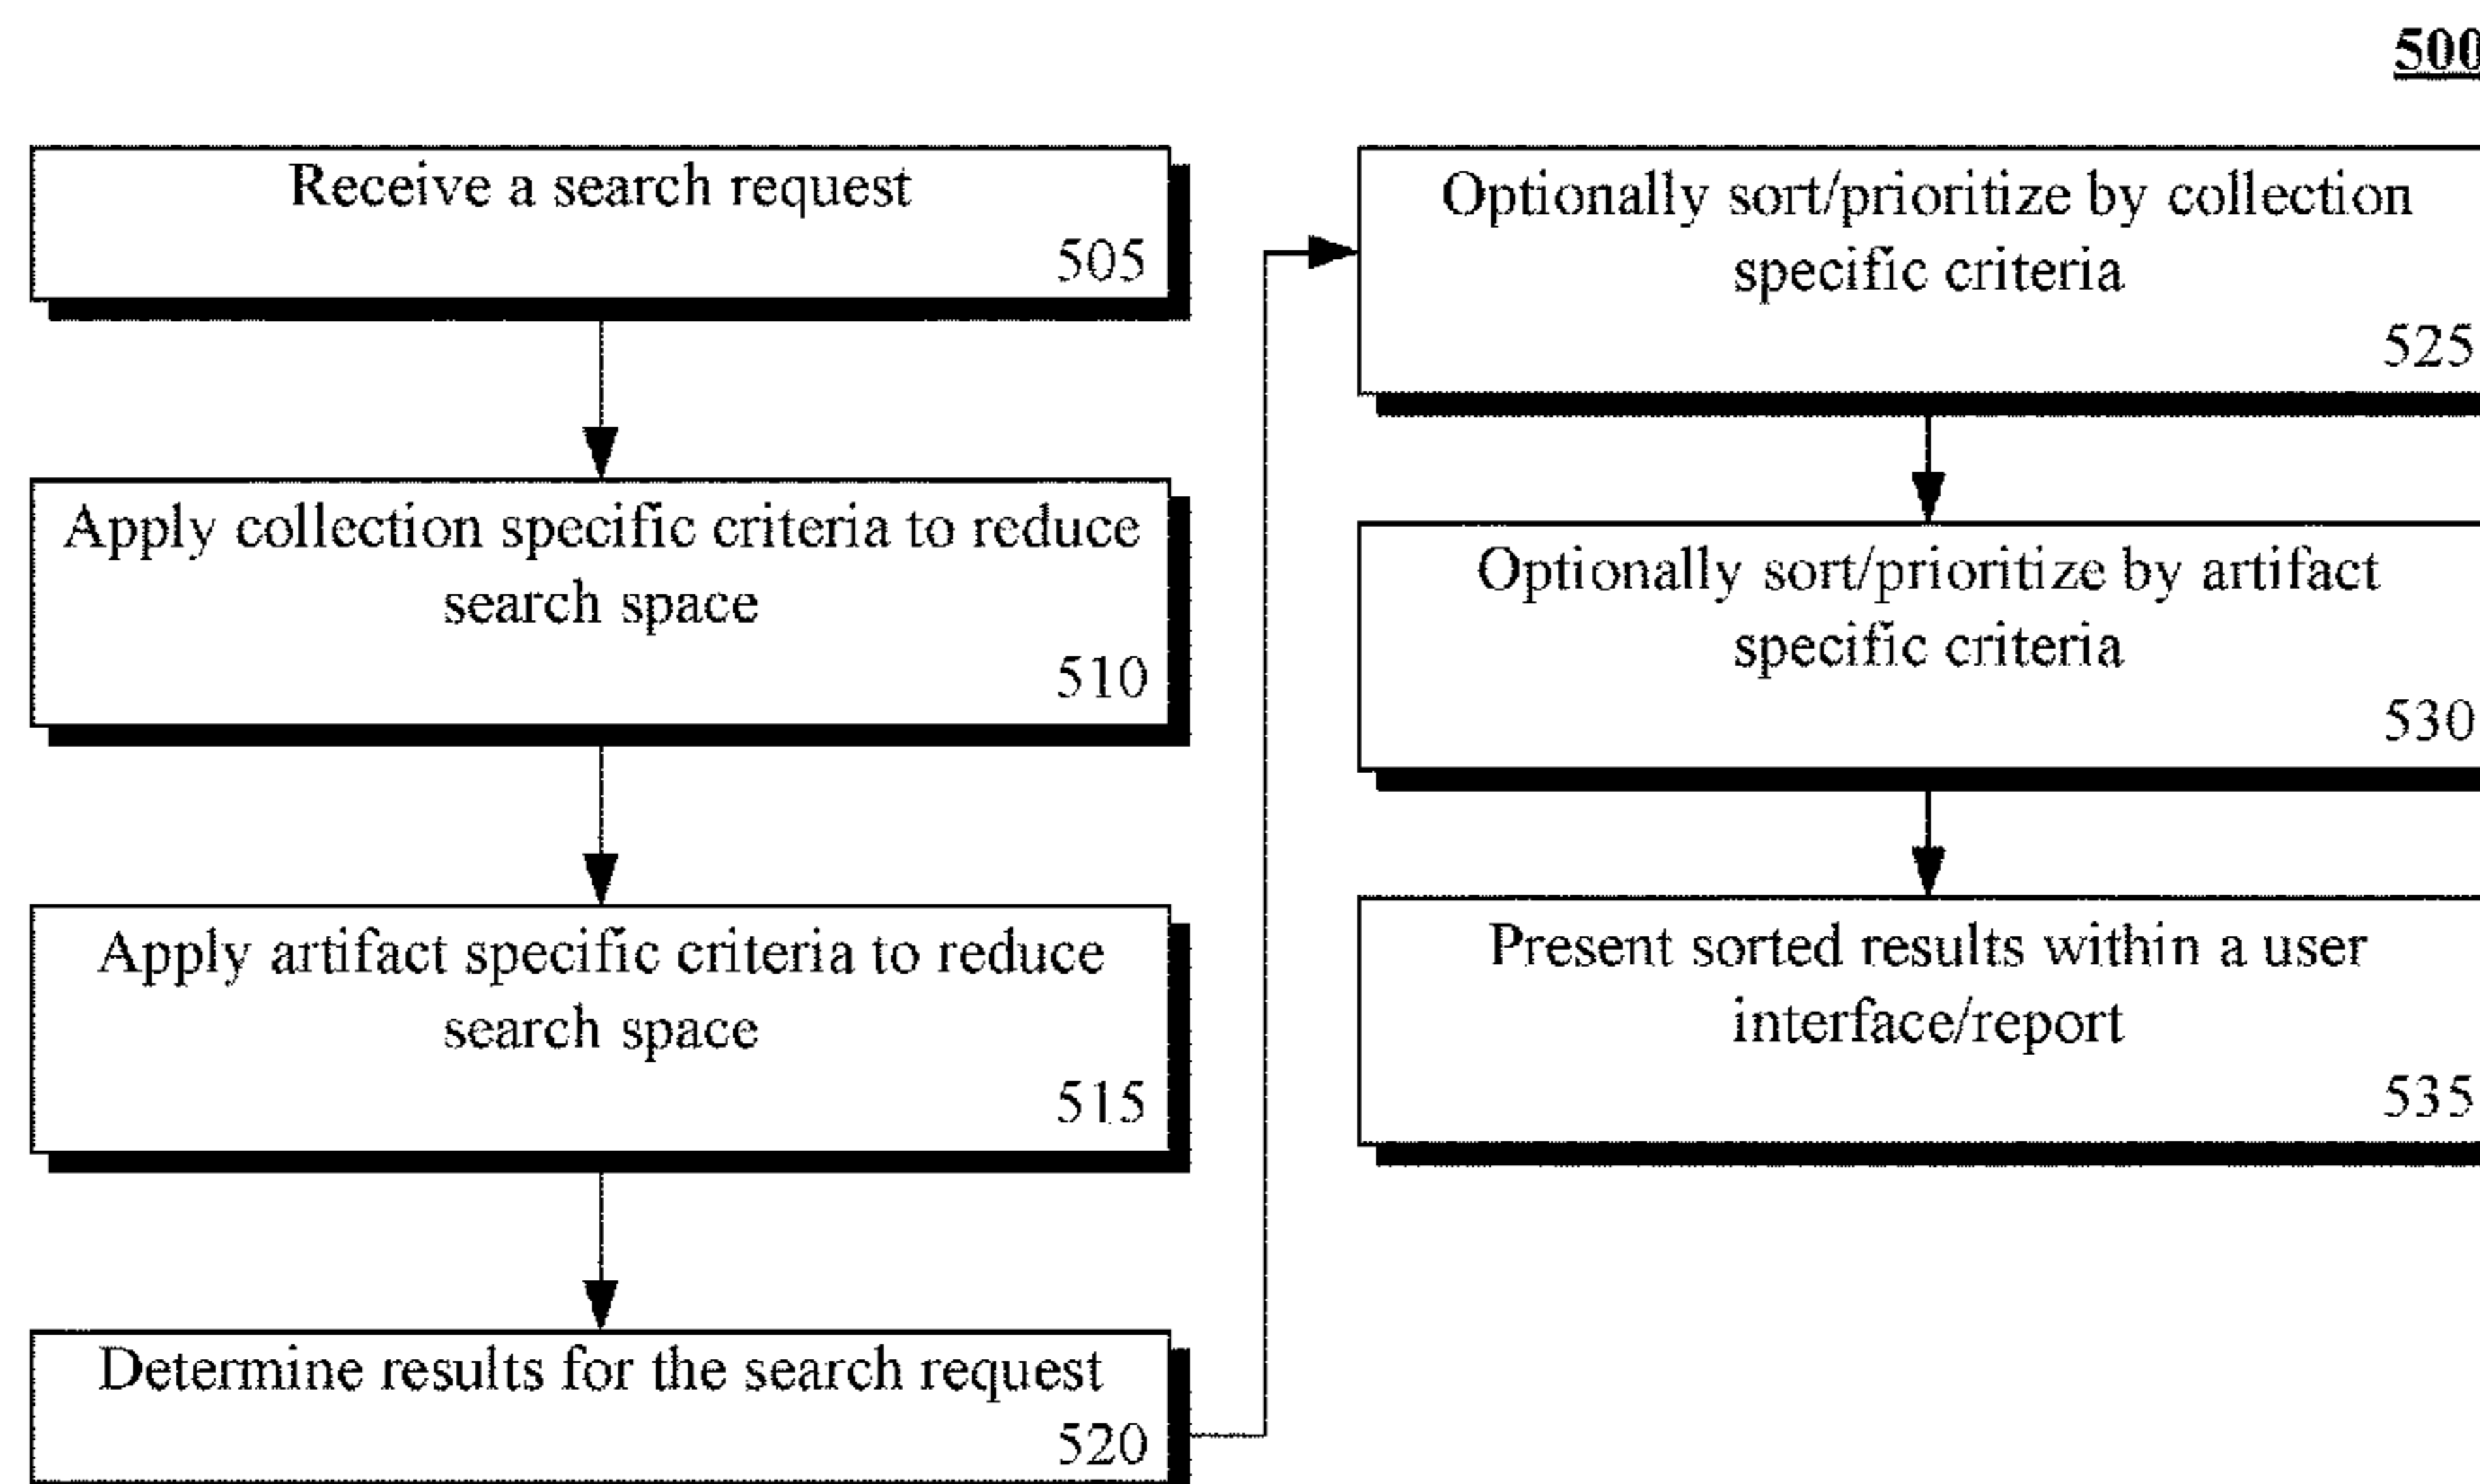 500
Receive a search request
505
Apply collection specific criteria to reduce
search space
510
Apply artifact specific criteria to reduce
search space
515
Determine results for the search request
520
Optionally sort/prioritize by collection
specific criteria
525
Optionally sort/prioritize by artifact
specific criteria
530
Present sorted results within a user
interface/report
535